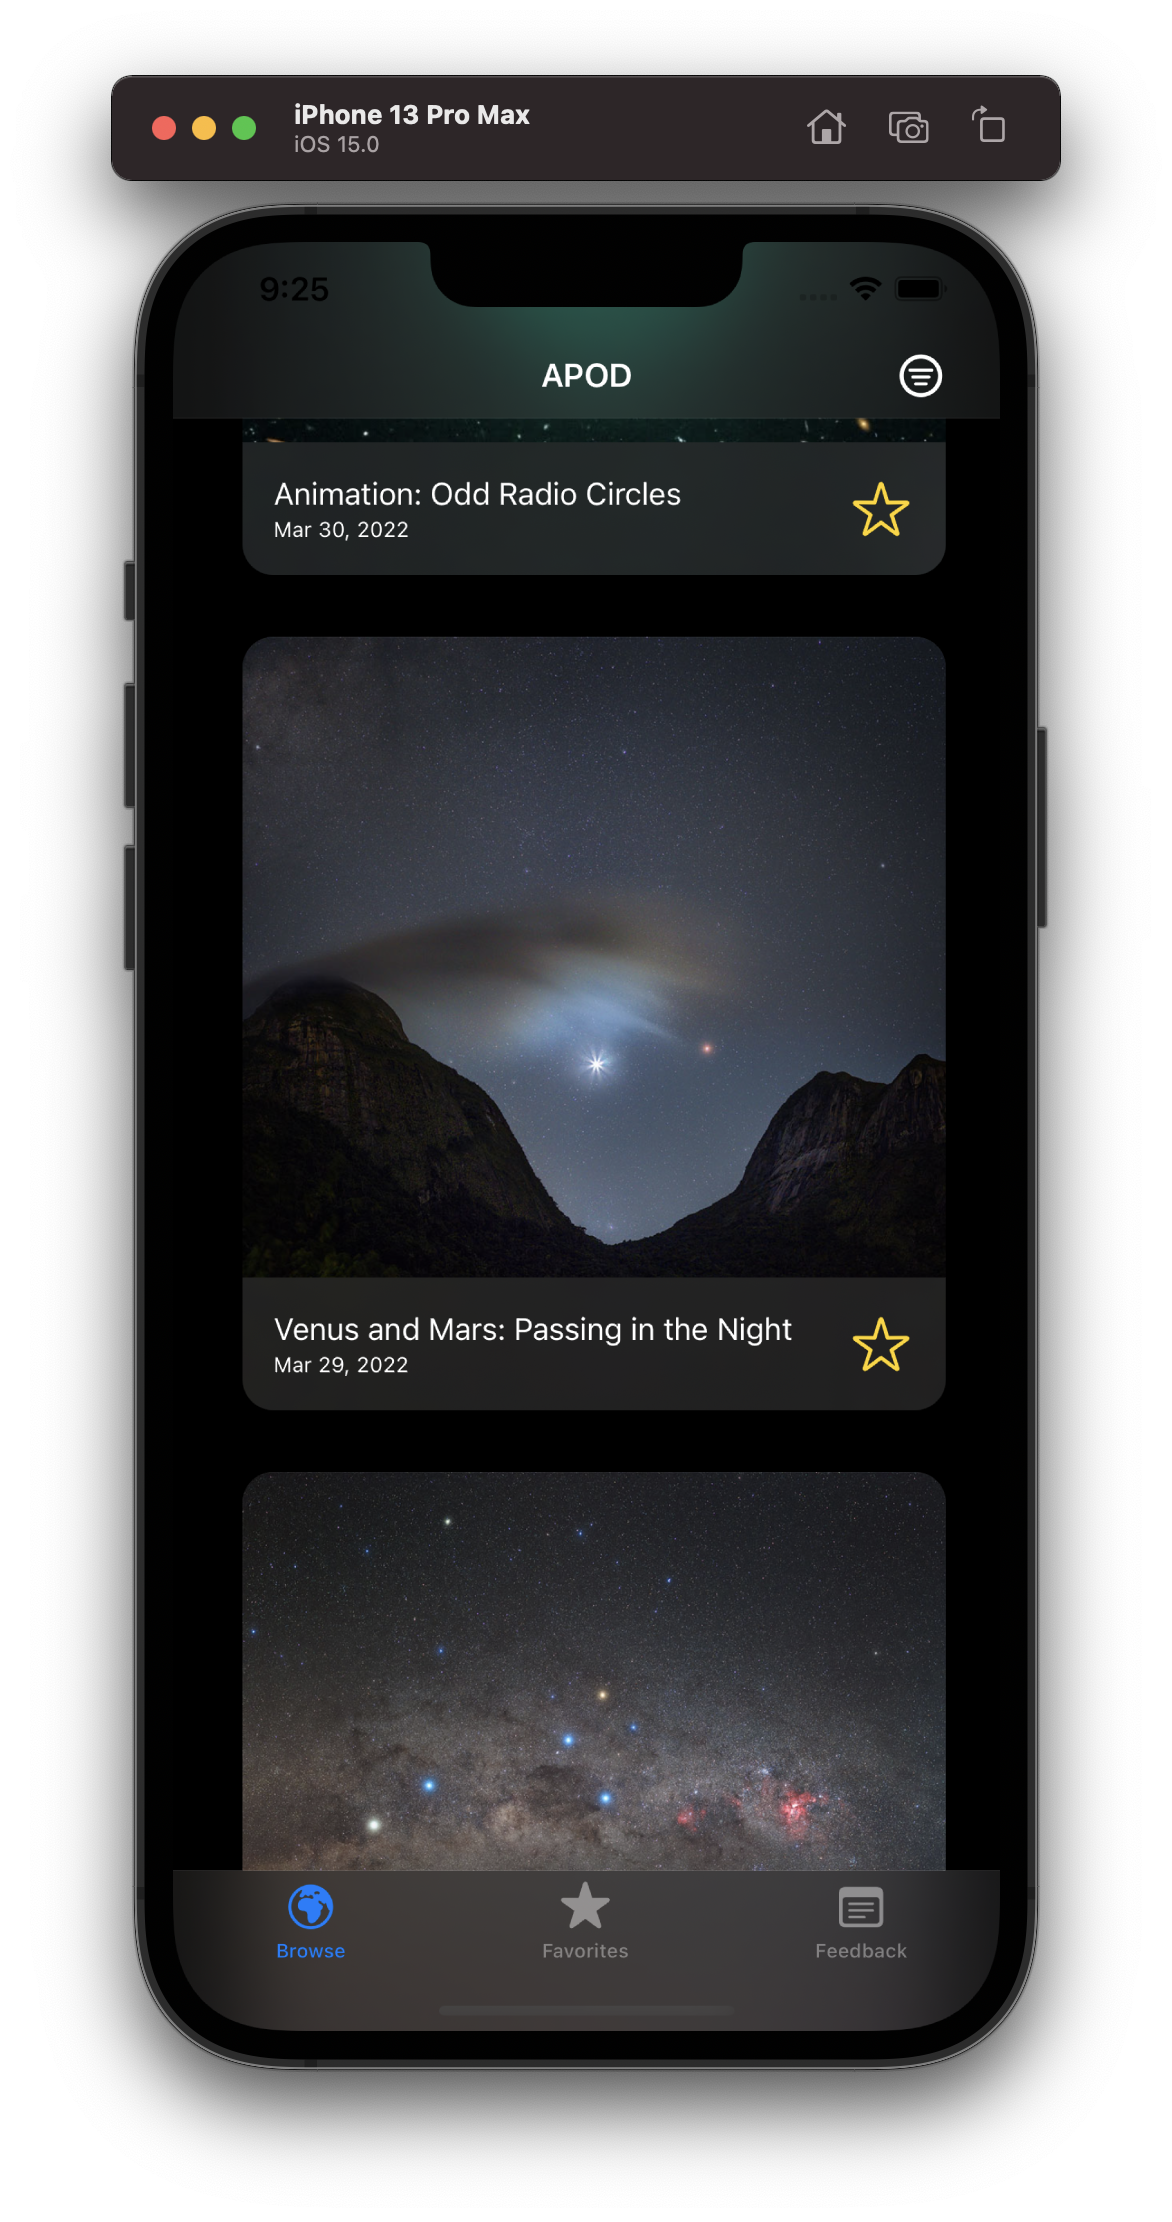 iPhone 13 Pro Max
iOS 15.0
9:25
APOD
Animation: Odd Radio Circles
Mar 30, 2022
Venus and Mars: Passing in the Night
Mar 29, 2022
Browse
Favorites
Feedback